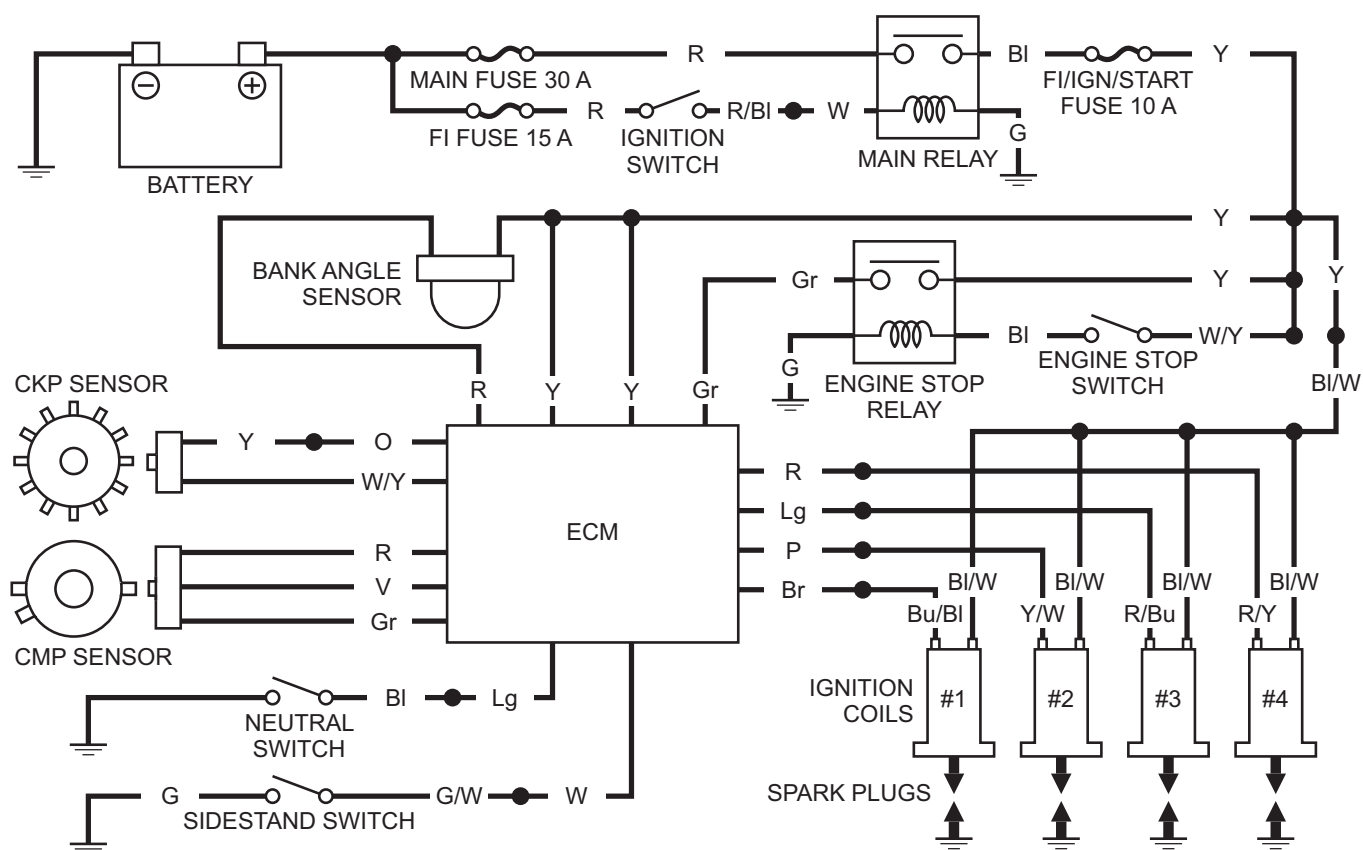 R
Bl
Y
MAIN FUSE 30 A
FI/IGN/START
FUSE 10 A
R
R/Bl
W
FI FUSE 15 A
IGNITION
SWITCH
G
MAIN RELAY
BATTERY
Y
BANK ANGLE
SENSOR
Gr
Y
Y
Bl
W/Y
G
ENGINE STOP
RELAY
ENGINE STOP
SWITCH
Bl/W
CKP SENSOR
R
Y
Y
Gr
Y
O
W/Y
R
Lg
P
Br
ECM
R
V
Gr
CMP SENSOR
Bl/W
Bl/W
Bl/W
Bl/W
Bu/Bl
Y/W
R/Bu
R/Y
Bl
Lg
NEUTRAL
SWITCH
IGNITION
COILS
#1
#2
#3
#4
G
G/W
W
SIDESTAND SWITCH
SPARK PLUGS